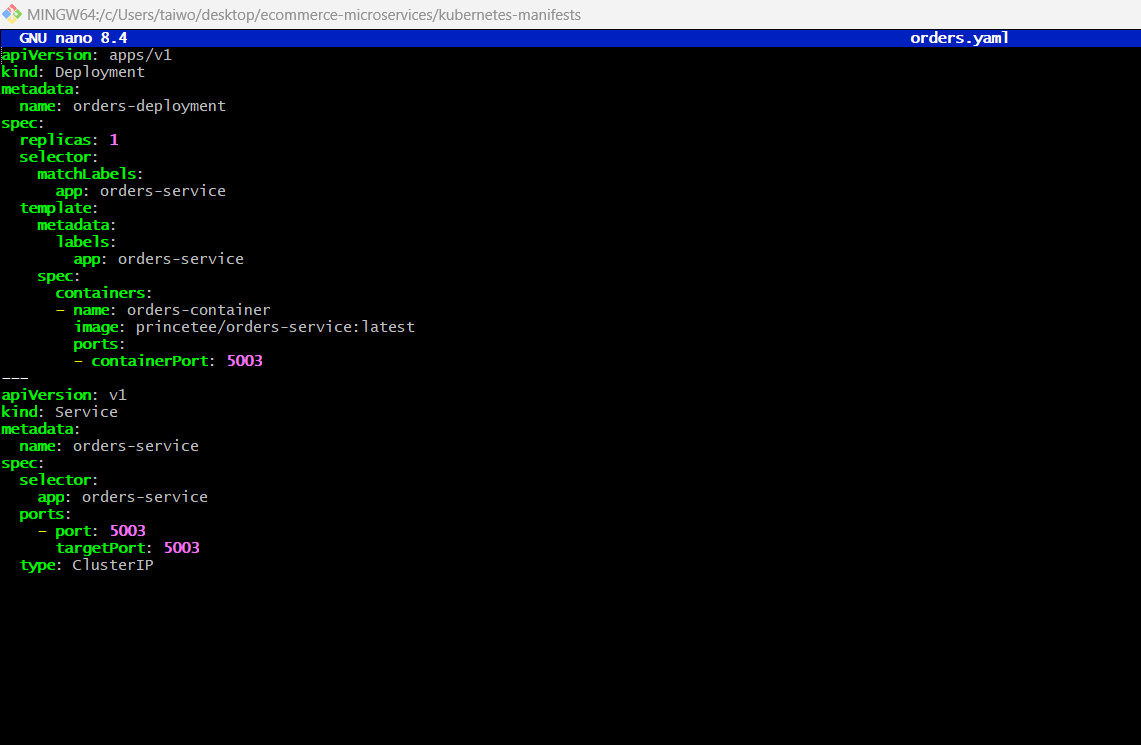 MINGW64:/c/Users/taiwo/desktop/ecommerce-microservices/kubernetes-manifests
GNU nano 8.4 orders.yaml
apiVersion: apps/v1
kind: Deployment
metadata:
  name: orders-deployment
spec:
  replicas: 1
  selector:
    matchLabels:
      app: orders-service
  template:
    metadata:
      labels:
        app: orders-service
    spec:
      containers:
      - name: orders-container
        image: princetee/orders-service:latest
        ports:
        - containerPort: 5003
---
apiVersion: v1
kind: Service
metadata:
  name: orders-service
spec:
  selector:
    app: orders-service
  ports:
    - port: 5003
      targetPort: 5003
  type: ClusterIP